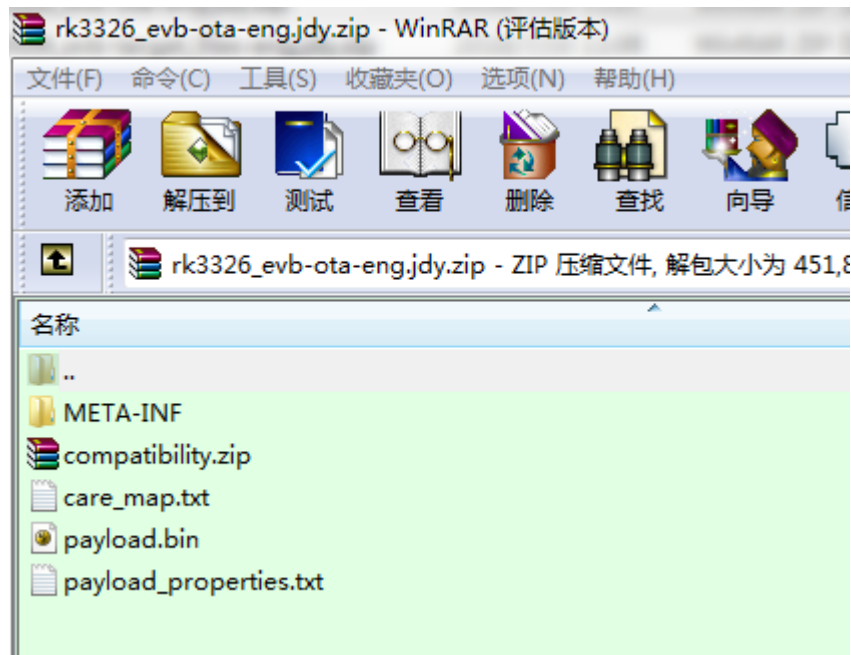 rk3326_evb-ota-eng.jdy.zip - WinRAR (评估版本)
文件(F) 命令(C) 工具(S) 收藏夹(O) 选项(N) 帮助(H)
添加 解压到 测试 查看 删除 查找 向导
rk3326_evb-ota-eng.jdy.zip - ZIP 压缩文件, 解包大小为 451,8
名称
..
META-INF
compatibility.zip
care_map.txt
payload.bin
payload_properties.txt